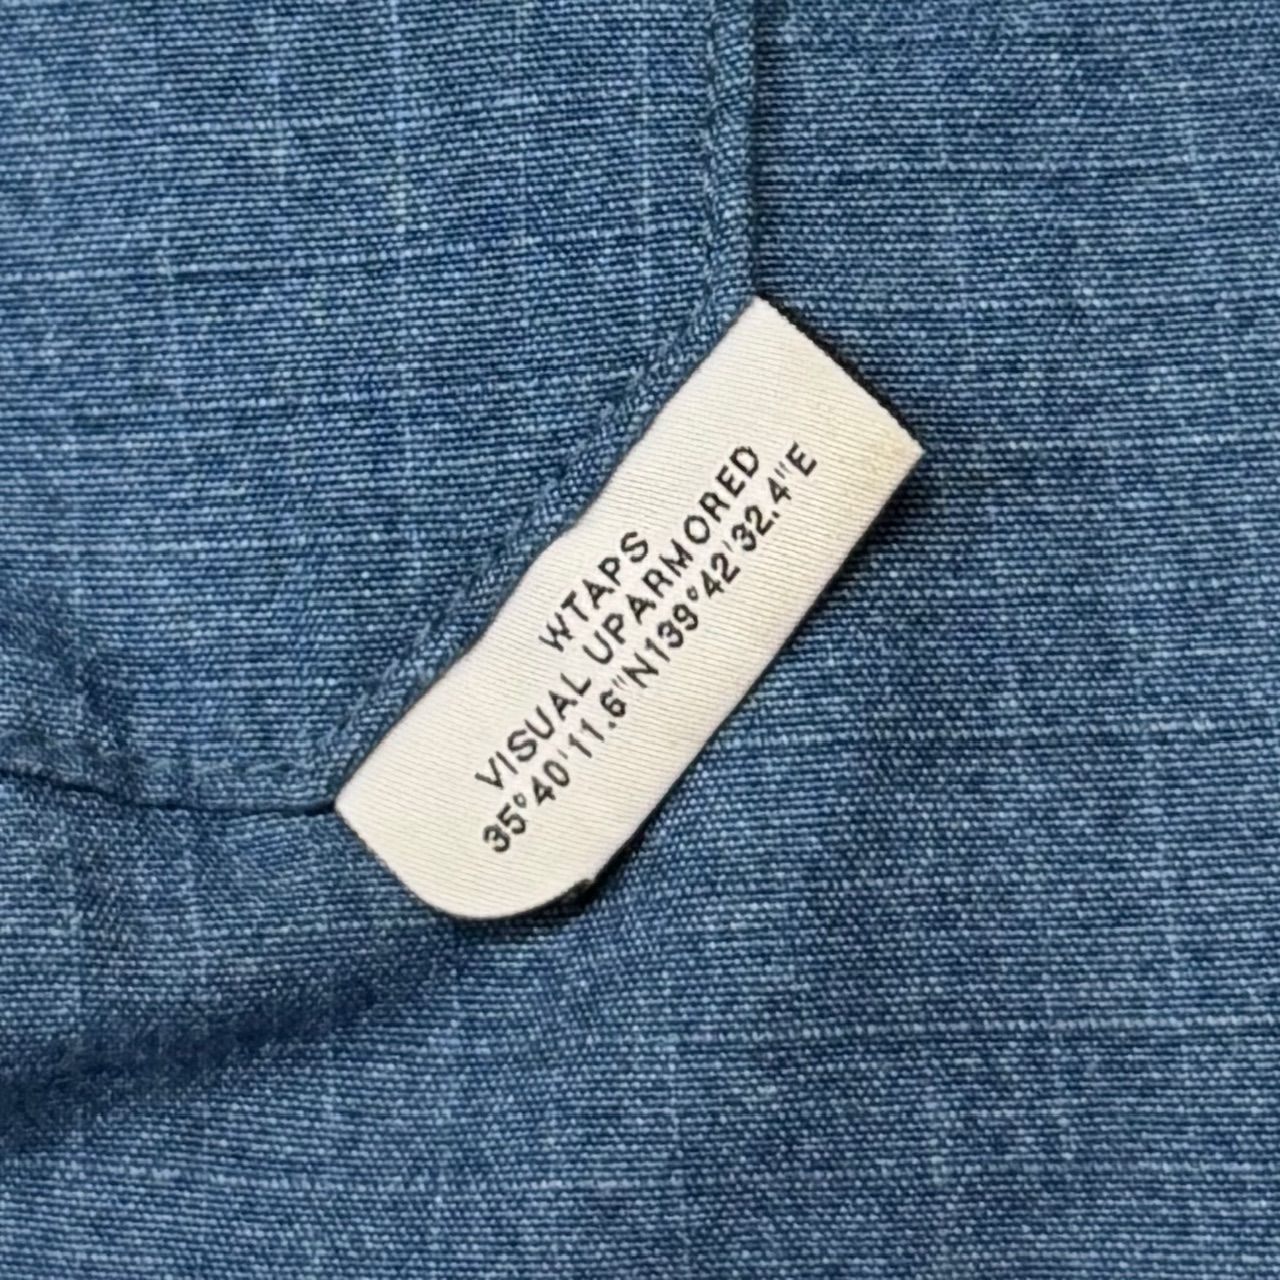 WTAPS
VISUAL UPARMORED
35°40'11.6"N139°42'32.4"E